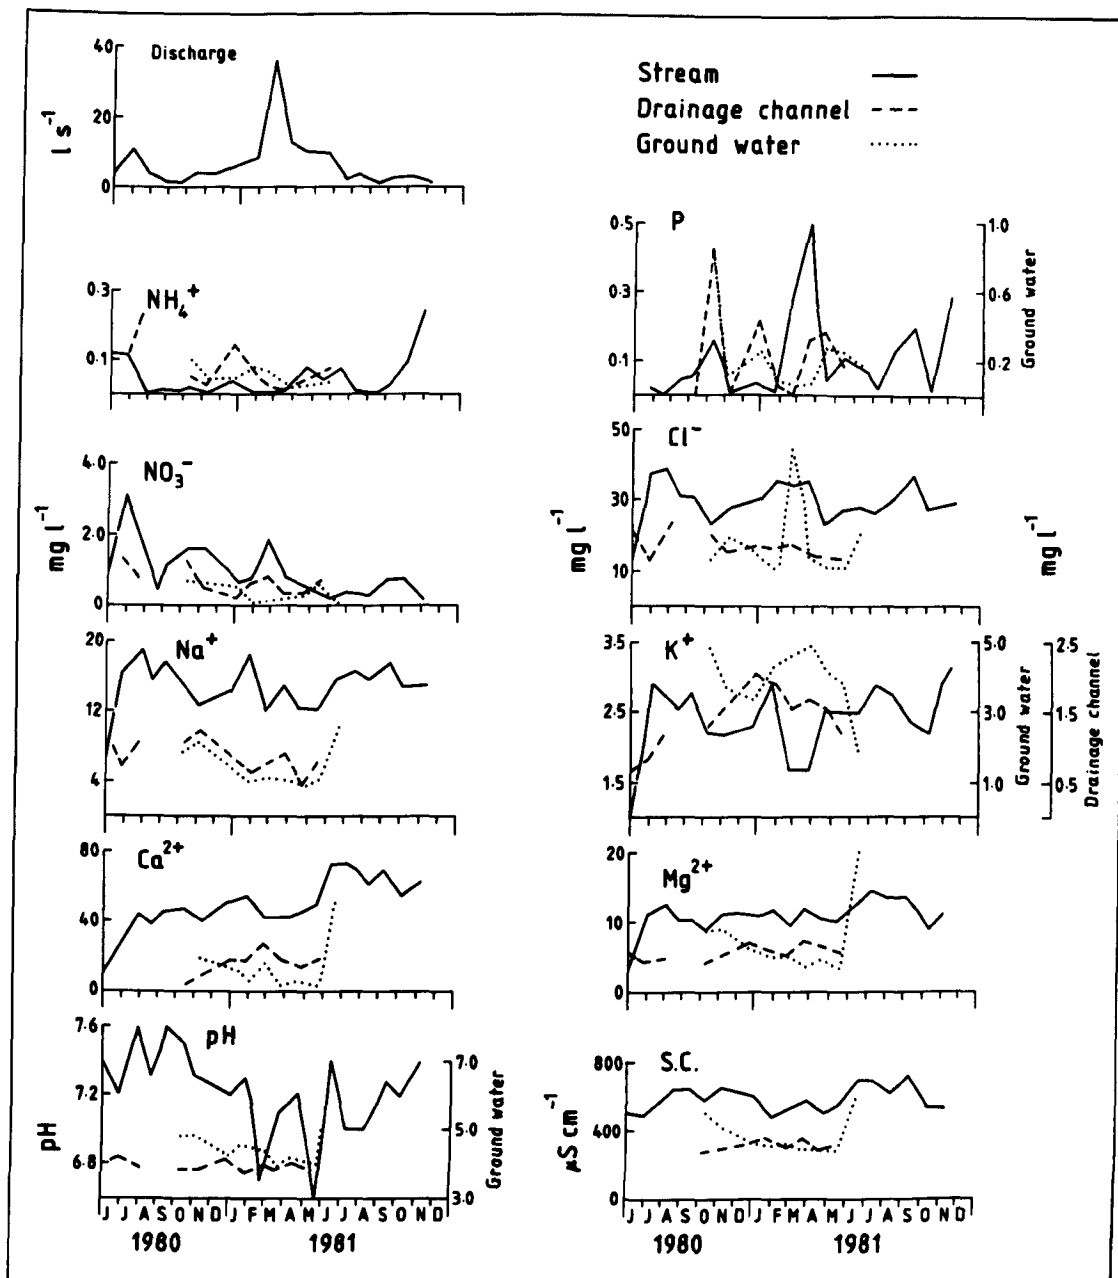 Discharge
40
20
0
l s⁻¹
Stream
Drainage channel
Ground water
NH₄⁺
0.3
0.1
P
0.5
0.3
0.1
1.0
0.6
0.2
Ground water
NO₃⁻
4.0
2.0
0
mg l⁻¹
Cl⁻
50
30
10
mg l⁻¹
mg l⁻¹
Na⁺
20
12
4
K⁺
3.5
2.5
1.5
5.0
3.0
1.0
Ground water
2.5
1.5
0.5
Drainage channel
Ca²⁺
80
40
0
Mg²⁺
20
10
0
pH
7.6
7.2
6.8
pH
7.0
5.0
3.0
Ground water
S.C.
800
400
0
µS cm⁻¹
J J A S O N D J F M A M J J A S O N D
1980 1981
J J A S O N D J F M A M J J A S O N D
1980 1981